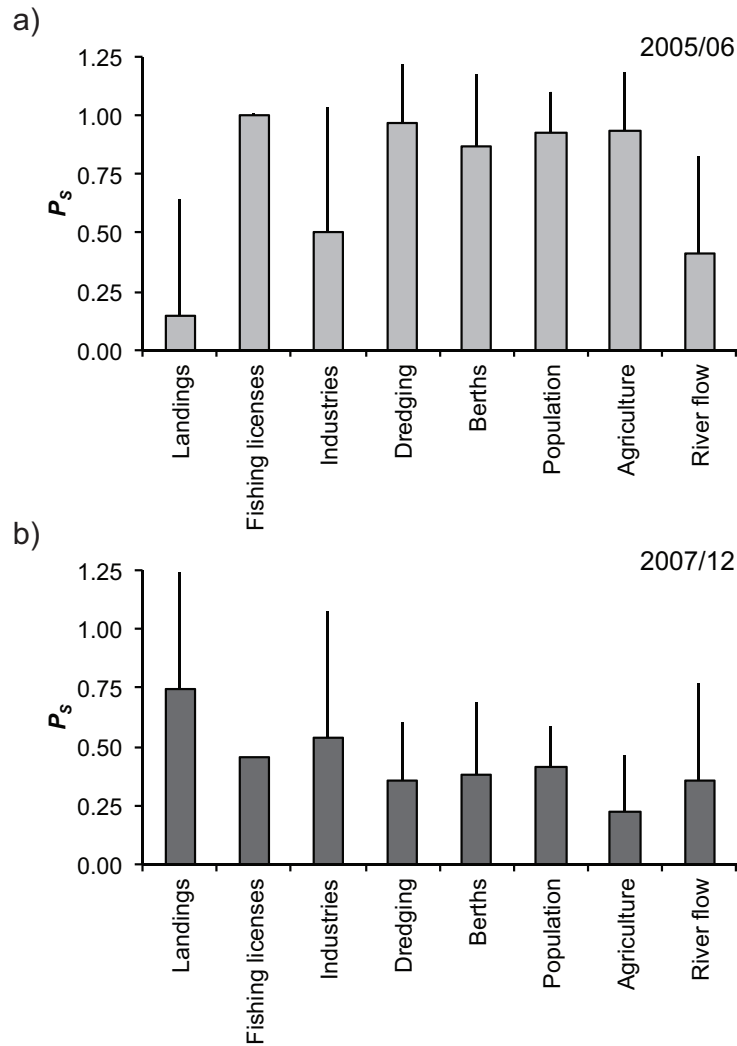 a)
2005/06
1.25
1.00
0.75
0.50
0.25
0.00
Ps
Landings
Fishing licenses
Industries
Dredging
Berths
Population
Agriculture
River flow
b)
2007/12
1.25
1.00
0.75
0.50
0.25
0.00
Ps
Landings
Fishing licenses
Industries
Dredging
Berths
Population
Agriculture
River flow